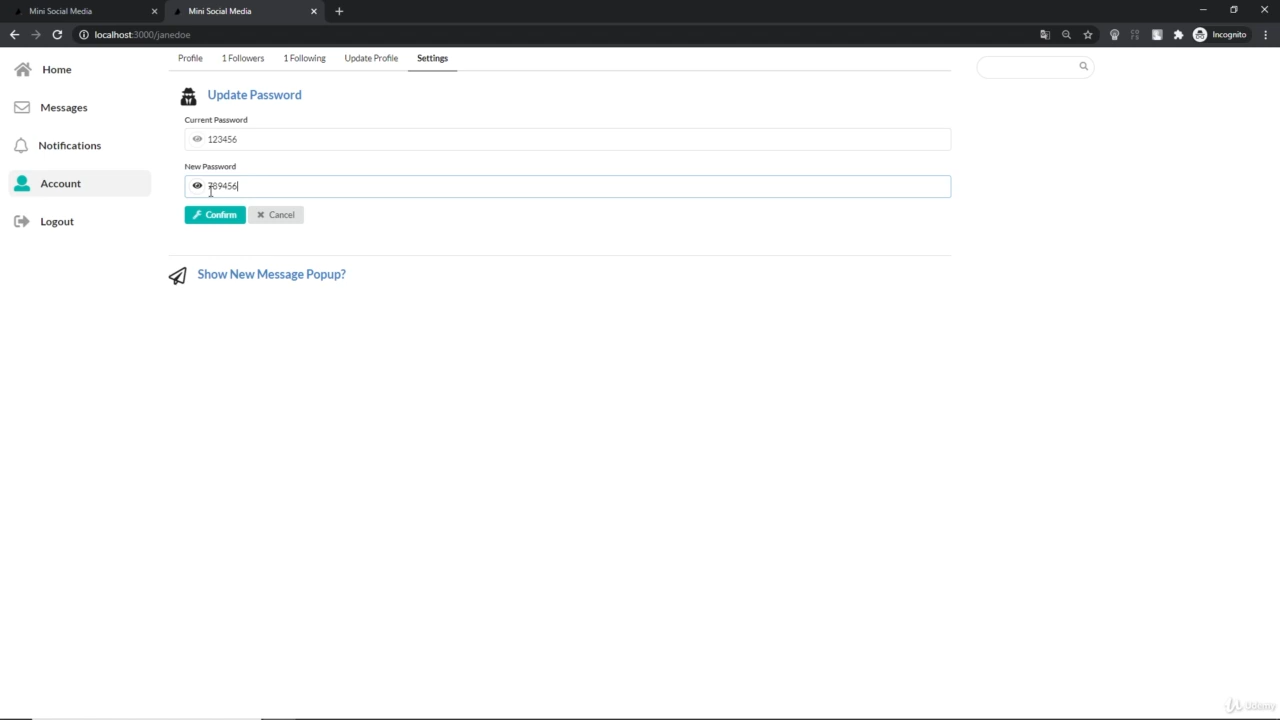 Mini Social Media
Mini Social Media
localhost:3000/janedoe
Incognito
Home
Messages
Notifications
Account
Logout
Profile
1 Followers
1 Following
Update Profile
Settings
Update Password
Current Password
123456
New Password
789456
Confirm
Cancel
Show New Message Popup?
Udemy